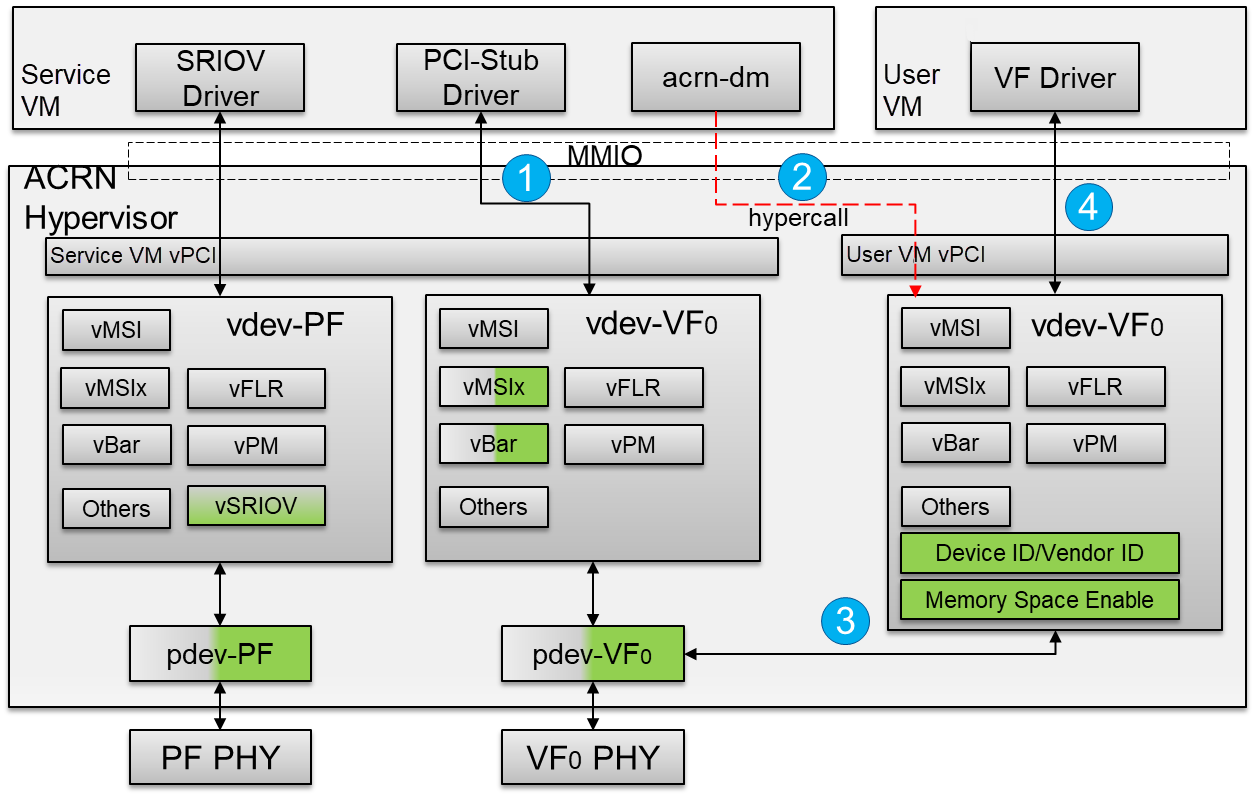 Service
VM
SRIOV
Driver
PCI-Stub
Driver
acrn-dm
User
VM
VF Driver
MMIO
ACRN
Hypervisor
1
2
hypercall
4
Service VM vPCI
User VM vPCI
vdev-PF
vMSI
vMSIx
vFLR
vBar
vPM
Others
vSRIOV
vdev-VF0
vMSI
vMSIx
vFLR
vBar
vPM
Others
vdev-VF0
vMSI
vMSIx
vFLR
vBar
vPM
Others
Device ID/Vendor ID
Memory Space Enable
3
pdev-PF
pdev-VF0
PF PHY
VF0 PHY